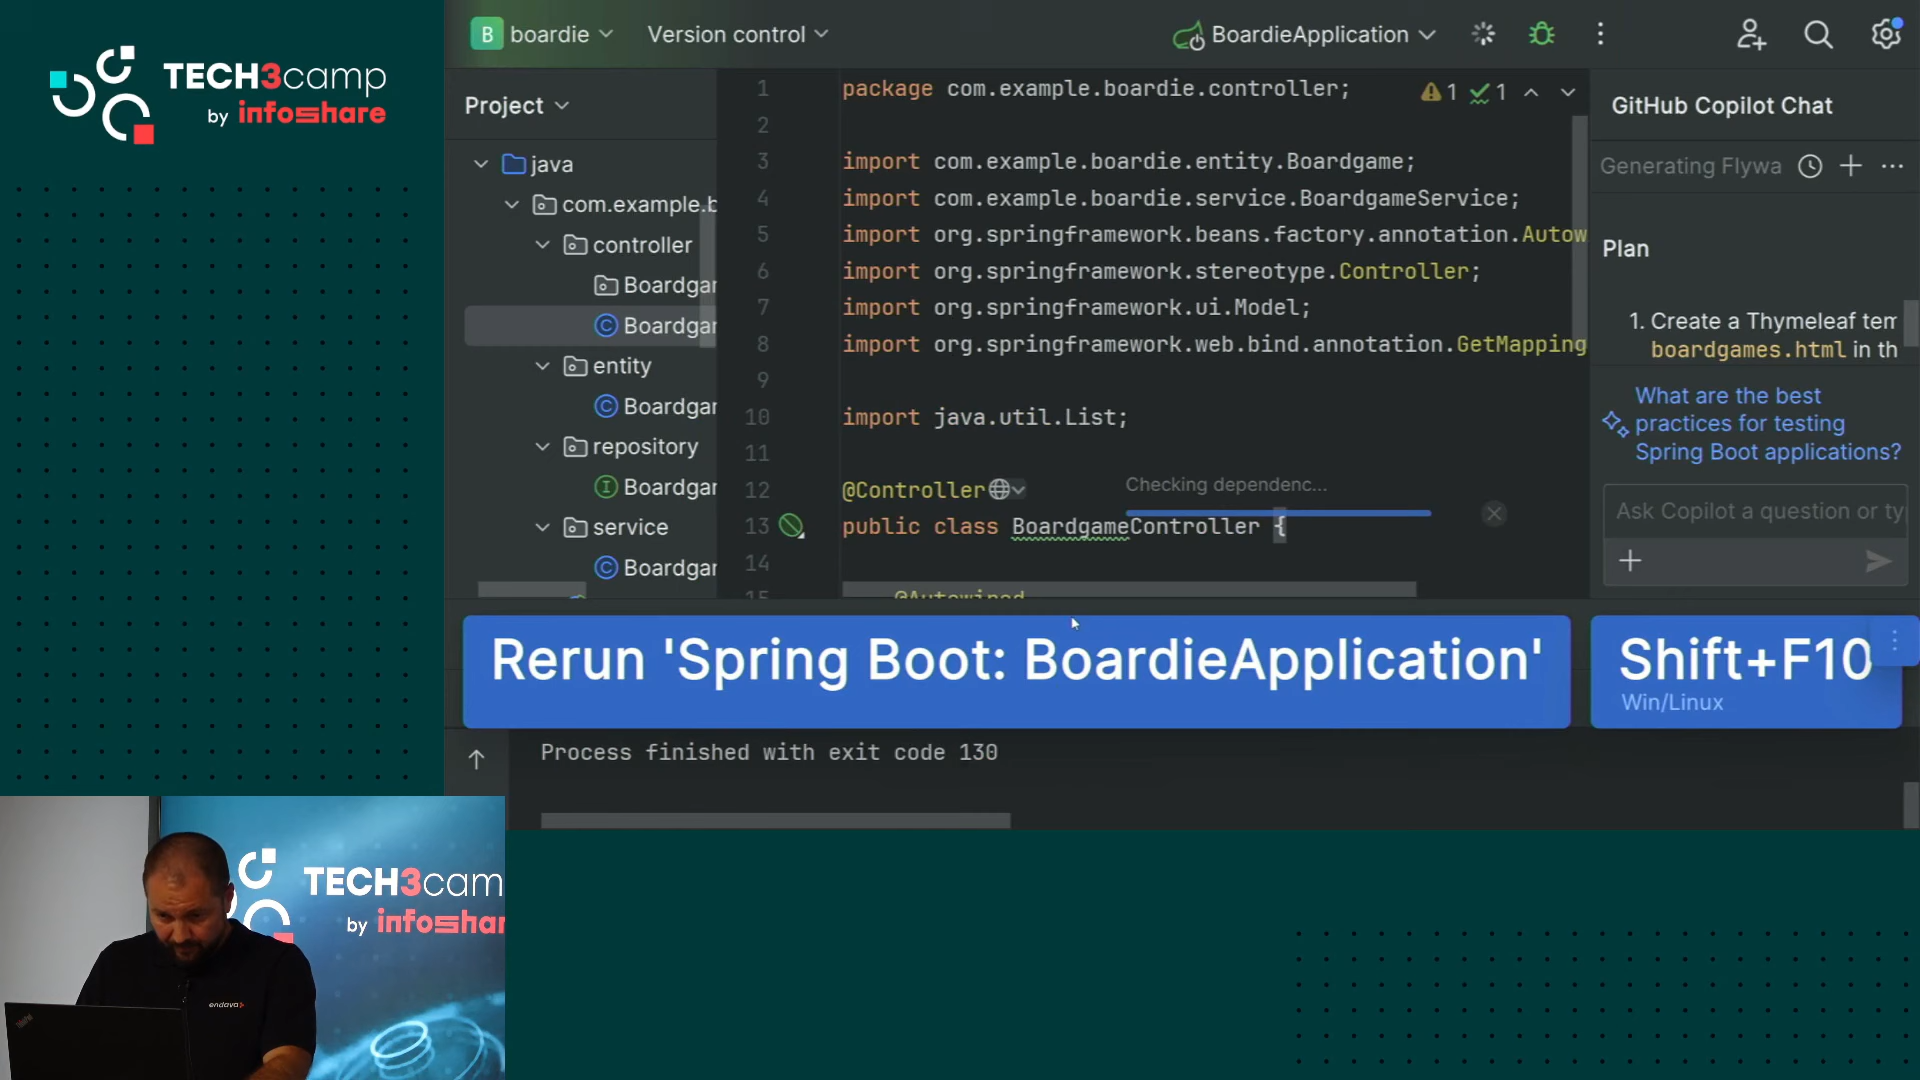 TECH3camp
by infoshare
B boardie
Version control
BoardieApplication
Project
java
com.example.b
controller
Boardgar
Boardgar
entity
Boardgar
repository
Boardgar
service
Boardgar
1 package com.example.boardie.controller;
2
3 import com.example.boardie.entity.Boardgame;
4 import com.example.boardie.service.BoardgameService;
5 import org.springframework.beans.factory.annotation.Autow
6 import org.springframework.stereotype.Controller;
7 import org.springframework.ui.Model;
8 import org.springframework.web.bind.annotation.GetMapping
9
10 import java.util.List;
11
12 @Controller
13 public class BoardgameController {
14
15 @Autowired
1 1
Checking dependenc...
GitHub Copilot Chat
Generating Flywa
Plan
1. Create a Thymeleaf tem
boardgames.html in th
What are the best
practices for testing
Spring Boot applications?
Ask Copilot a question or ty
Rerun 'Spring Boot: BoardieApplication'
Shift+F10
Win/Linux
Process finished with exit code 130
TECH3cam
by infoshar
endava